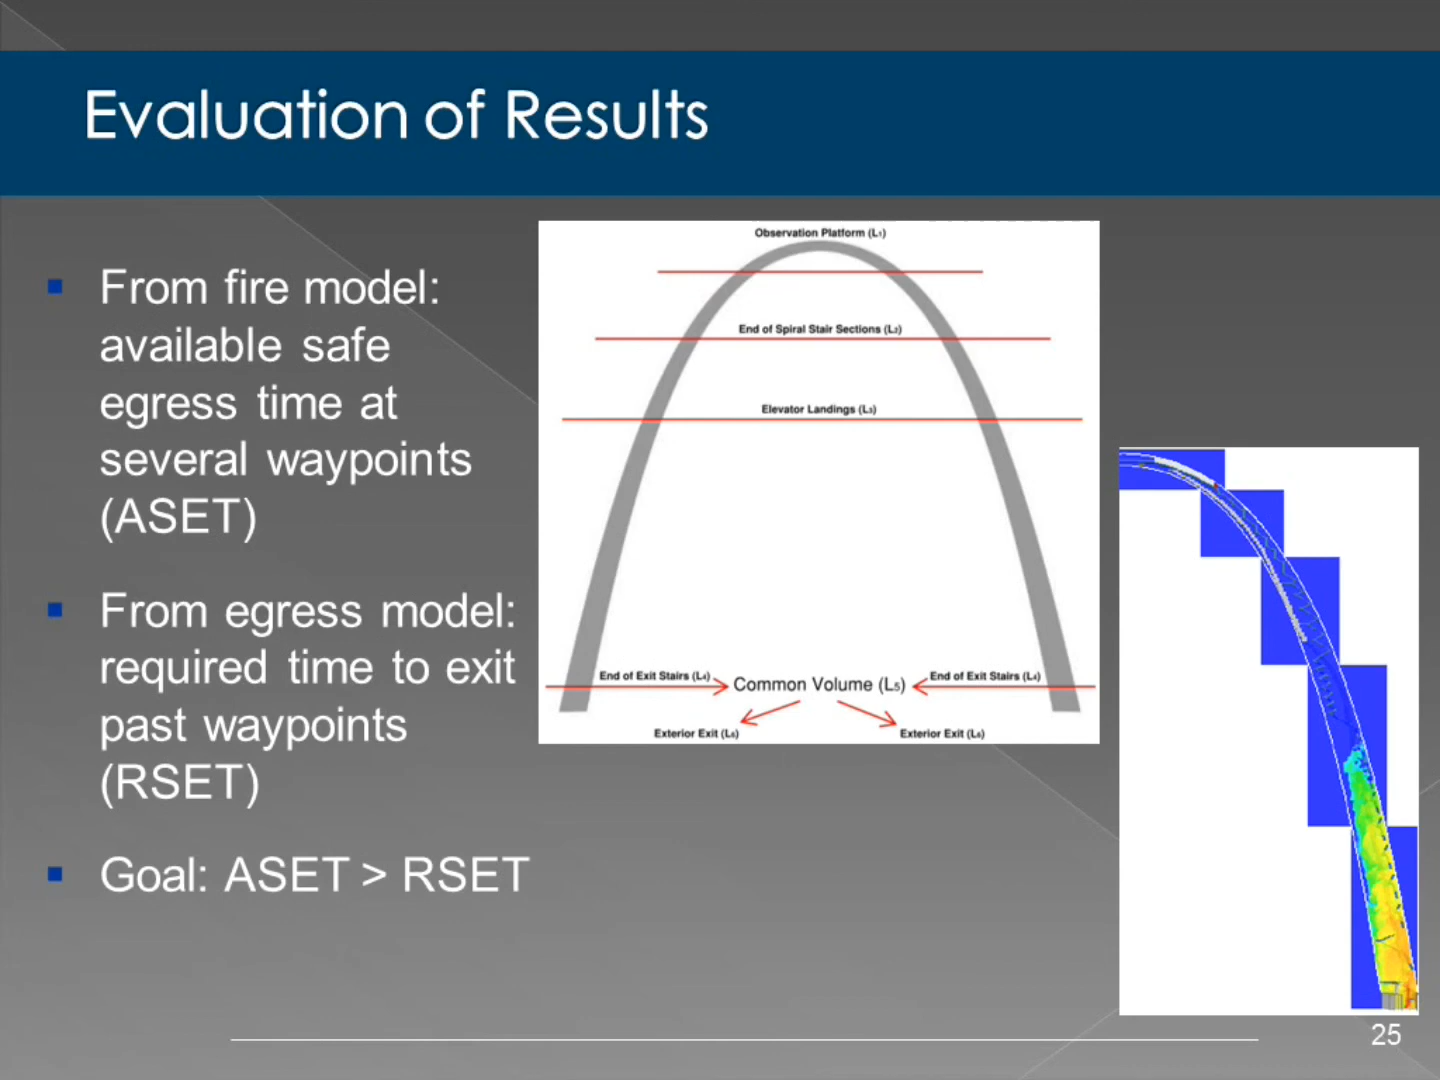 Evaluation of Results
From fire model:
available safe
egress time at
several waypoints
(ASET)
From egress model:
required time to exit
past waypoints
(RSET)
Goal: ASET > RSET
Observation Platform (L₁)
End of Spiral Stair Sections (L₂)
Elevator Landings (L₃)
End of Exit Stairs (L₄)
Common Volume (L₅)
End of Exit Stairs (L₄)
Exterior Exit (L₆)
Exterior Exit (L₆)
25